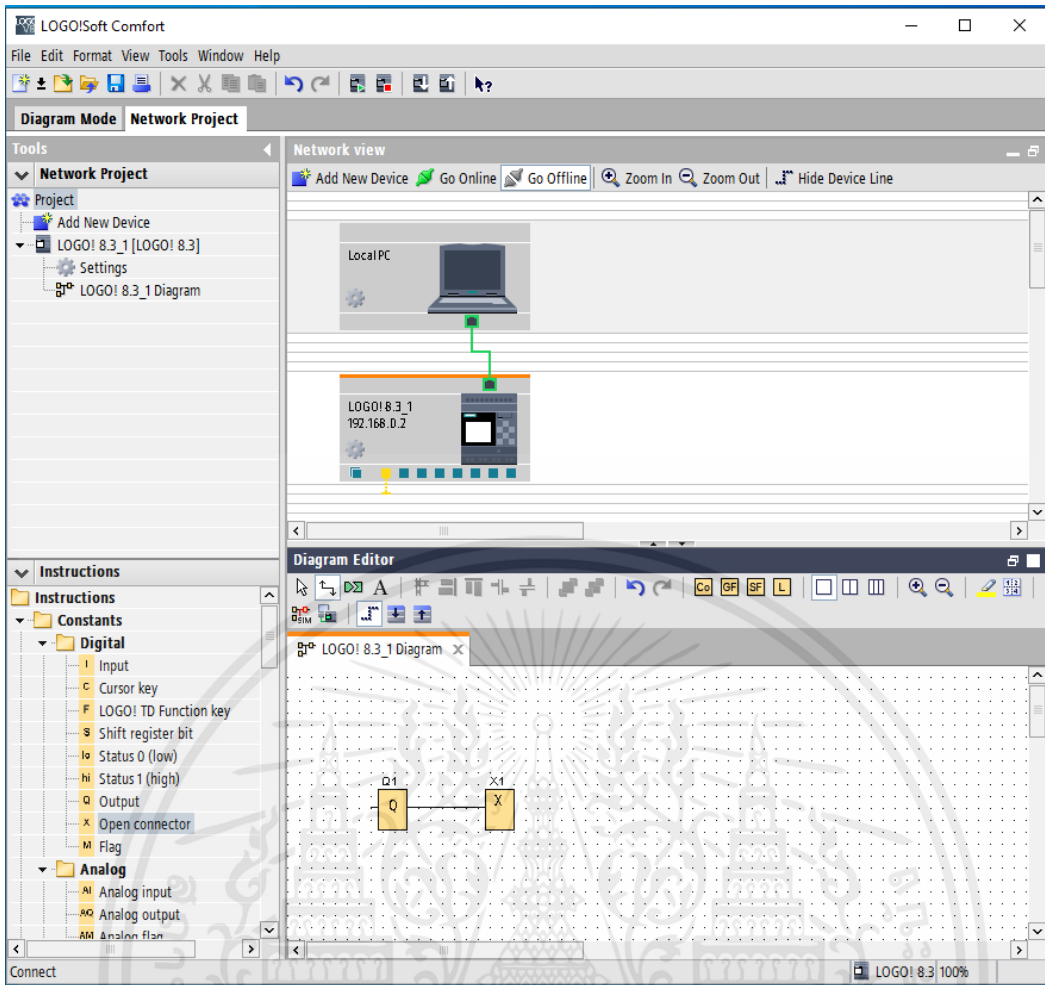 LOGO!Soft Comfort
File Edit Format View Tools Window Help
Diagram Mode Network Project
Tools
Network Project
Project
Add New Device
LOGO! 8.3_1 [LOGO! 8.3]
Settings
LOGO! 8.3_1 Diagram
Network view
Add New Device Go Online Go Offline Zoom In Zoom Out Hide Device Line
Local PC
LOGO! 8.3_1
192.168.0.2
Instructions
Instructions
Constants
Digital
I Input
C Cursor key
F LOGO! TD Function key
S Shift register bit
lo Status 0 (low)
hi Status 1 (high)
Q Output
X Open connector
M Flag
Analog
AI Analog input
AQ Analog output
AM Analog flag
Diagram Editor
A Co GF SF L
SIM
LOGO! 8.3_1 Diagram
Q1 X1
Q X
Connect
LOGO! 8.3 100%